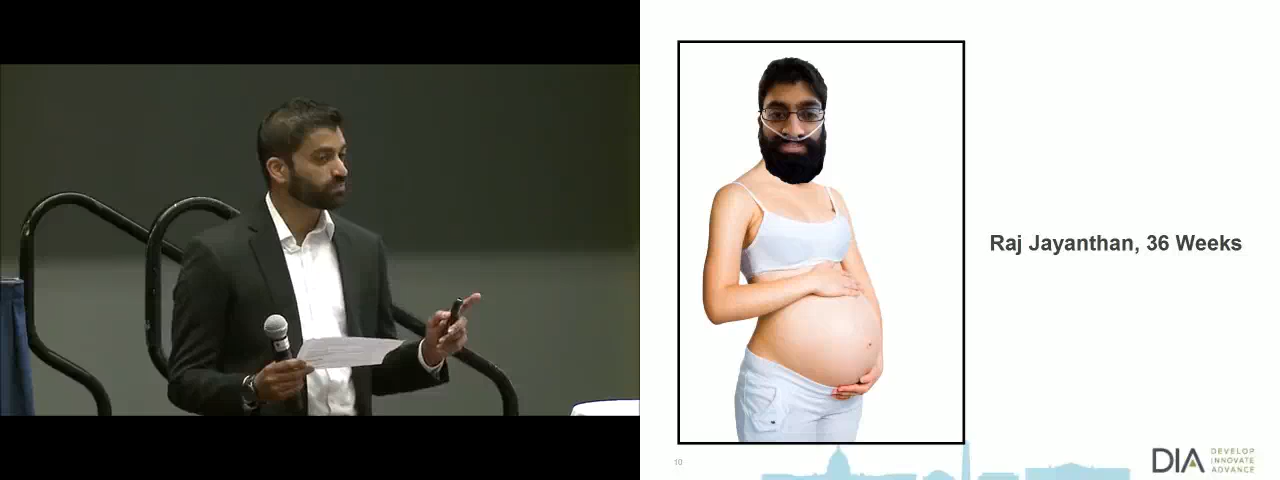 Raj Jayanthan, 36 Weeks
10
DIA
DEVELOP
INNOVATE
ADVANCE